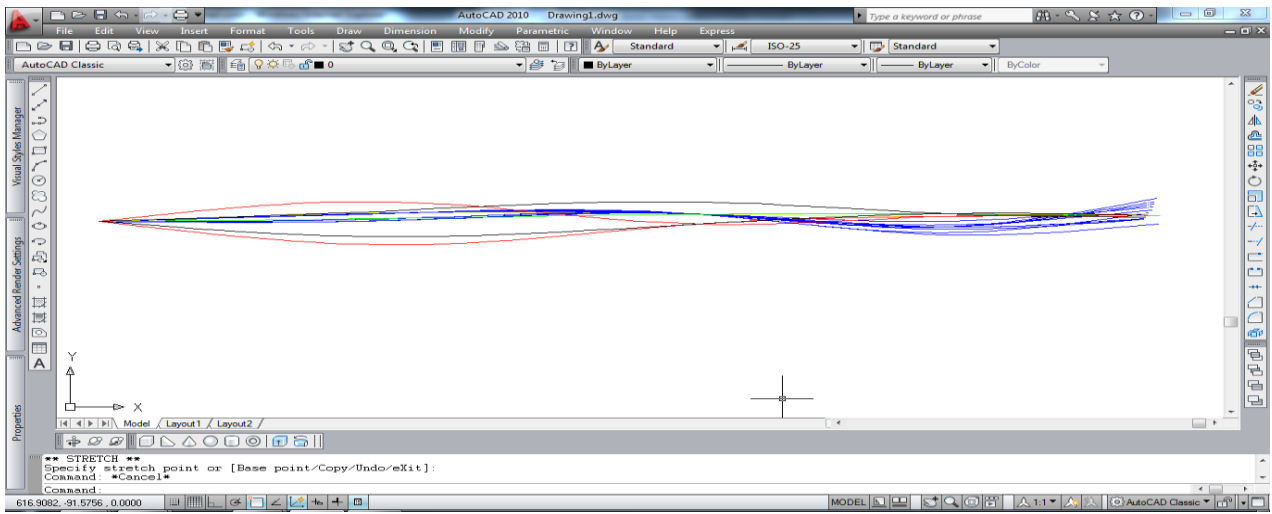 AutoCAD 2010 Drawing1.dwg Type a keyword or phrase
File Edit View Insert Format Tools Draw Dimension Modify Parametric Window Help Express
Standard ISO-25 Standard
AutoCAD Classic 0 ByLayer ByLayer ByLayer ByColor
Visual Styles Manager
Advanced Render Settings
Properties
A
Y
X
Model Layout1 Layout2
** STRETCH **
Specify stretch point or [Base point/Copy/Undo/eXit]:
Command: *Cancel*
Command:
616.9082, -91.5756 , 0.0000 MODEL 1:1 AutoCAD Classic